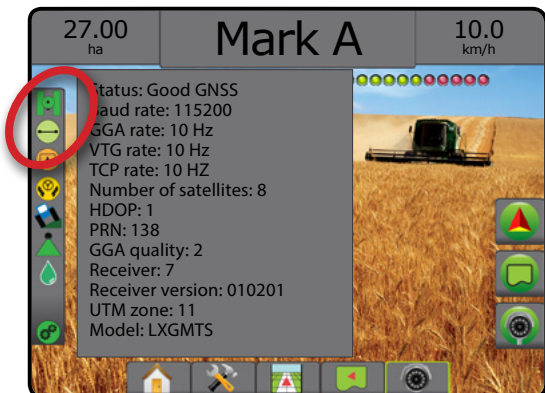 27.00
ha
Mark A
10.0
km/h
Status: Good GNSS
Baud rate: 115200
GGA rate: 10 Hz
VTG rate: 10 Hz
TCP rate: 10 HZ
Number of satellites: 8
HDOP: 1
PRN: 138
GGA quality: 2
Receiver: 7
Receiver version: 010201
UTM zone: 11
Model: LXGMTS